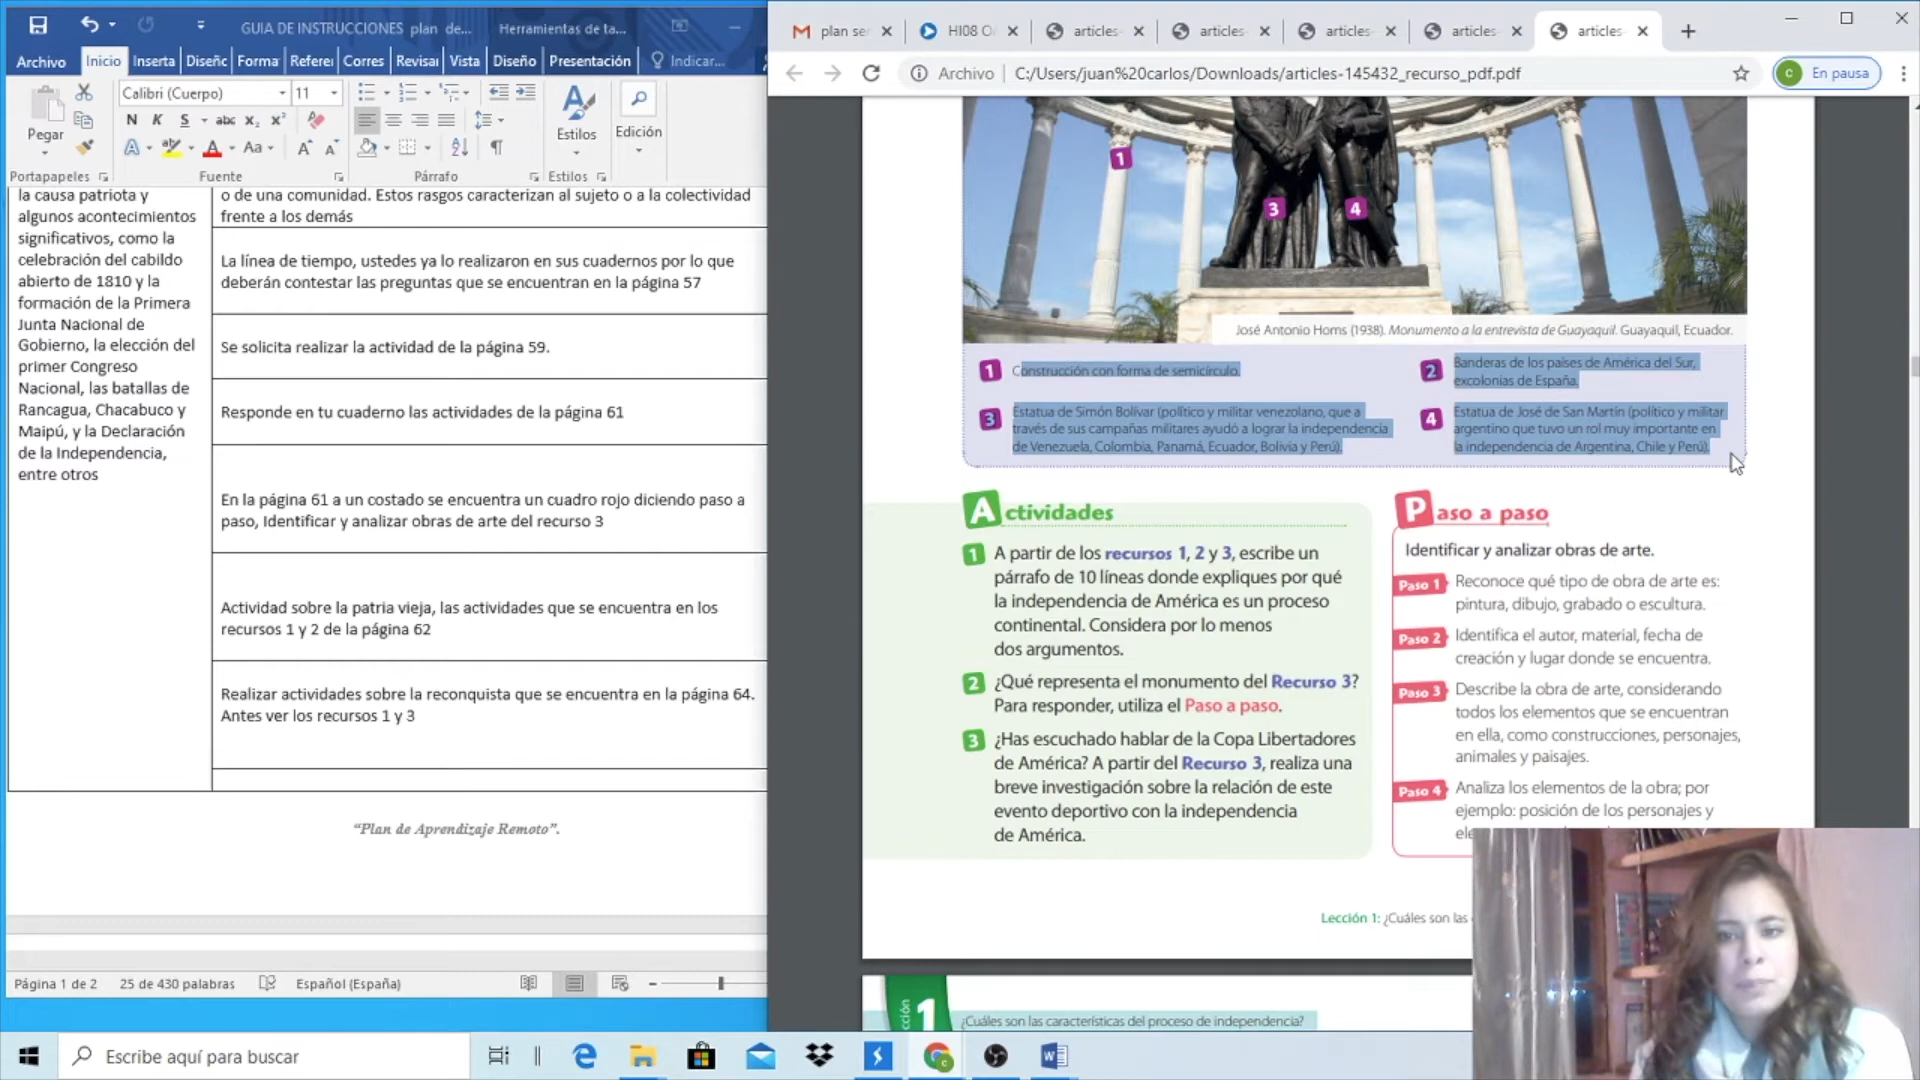 GUIA DE INSTRUCCIONES plan de...
Herramientas de ta...
Archivo
Inicio
Inserta
Diseñc
Forma
Referei
Corres
Revisar
Vista
Diseño
Presentación
Indicar...
Pegar
Calibri (Cuerpo)
11
N K S abc x₂ x²
A A Aa A A
Estilos
Edición
Portapapeles
Fuente
Párrafo
Estilos
la causa patriota y
algunos acontecimientos
significativos, como la
celebración del cabildo
abierto de 1810 y la
formación de la Primera
Junta Nacional de
Gobierno, la elección del
primer Congreso
Nacional, las batallas de
Rancagua, Chacabuco y
Maipú, y la Declaración
de la Independencia,
entre otros
o de una comunidad. Estos rasgos caracterizan al sujeto o a la colectividad
frente a los demás
La línea de tiempo, ustedes ya lo realizaron en sus cuadernos por lo que
deberán contestar las preguntas que se encuentran en la página 57
Se solicita realizar la actividad de la página 59.
Responde en tu cuaderno las actividades de la página 61
En la página 61 a un costado se encuentra un cuadro rojo diciendo paso a
paso, Identificar y analizar obras de arte del recurso 3
Actividad sobre la patria vieja, las actividades que se encuentra en los
recursos 1 y 2 de la página 62
Realizar actividades sobre la reconquista que se encuentra en la página 64.
Antes ver los recursos 1 y 3
“Plan de Aprendizaje Remoto”.
Página 1 de 2
25 de 430 palabras
Español (España)
plan se
HI08 O
articles-
articles-
articles-
articles-
articles-
Archivo
C:/Users/juan%20carlos/Downloads/articles-145432_recurso_pdf.pdf
c
En pausa
1
3
4
José Antonio Homs (1938). Monumento a la entrevista de Guayaquil. Guayaquil, Ecuador.
1 Construcción con forma de semicírculo.
2 Banderas de los países de América del Sur,
excolonias de España.
3 Estatua de Simón Bolívar (político y militar venezolano, que a
través de sus campañas militares ayudó a lograr la independencia
de Venezuela, Colombia, Panamá, Ecuador, Bolivia y Perú).
4 Estatua de José de San Martín (político y militar
argentino que tuvo un rol muy importante en
la independencia de Argentina, Chile y Perú).
Actividades
1 A partir de los recursos 1, 2 y 3, escribe un
párrafo de 10 líneas donde expliques por qué
la independencia de América es un proceso
continental. Considera por lo menos
dos argumentos.
2 ¿Qué representa el monumento del Recurso 3?
Para responder, utiliza el Paso a paso.
3 ¿Has escuchado hablar de la Copa Libertadores
de América? A partir del Recurso 3, realiza una
breve investigación sobre la relación de este
evento deportivo con la independencia
de América.
Paso a paso
Identificar y analizar obras de arte.
Paso 1 Reconoce qué tipo de obra de arte es:
pintura, dibujo, grabado o escultura.
Paso 2 Identifica el autor, material, fecha de
creación y lugar donde se encuentra.
Paso 3 Describe la obra de arte, considerando
todos los elementos que se encuentran
en ella, como construcciones, personajes,
animales y paisajes.
Paso 4 Analiza los elementos de la obra; por
ejemplo: posición de los personajes y
Lección 1: ¿Cuáles son las
1
¿Cuáles son las características del proceso de independencia?
Escribe aquí para buscar